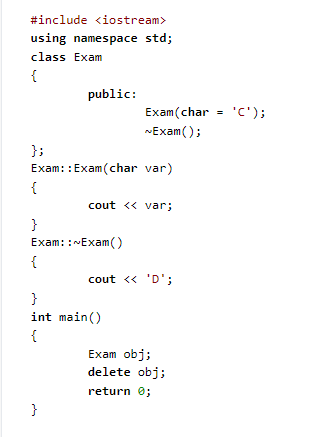 #include <iostream>
using namespace std;
class Exam
{
public:
Exam(char = 'C');
~Exam();
};
Exam::Exam(char var)
{
cout << var;
}
Exam::~Exam()
{
cout << 'D';
}
int main()
{
Exam obj;
delete obj;
return 0;
}